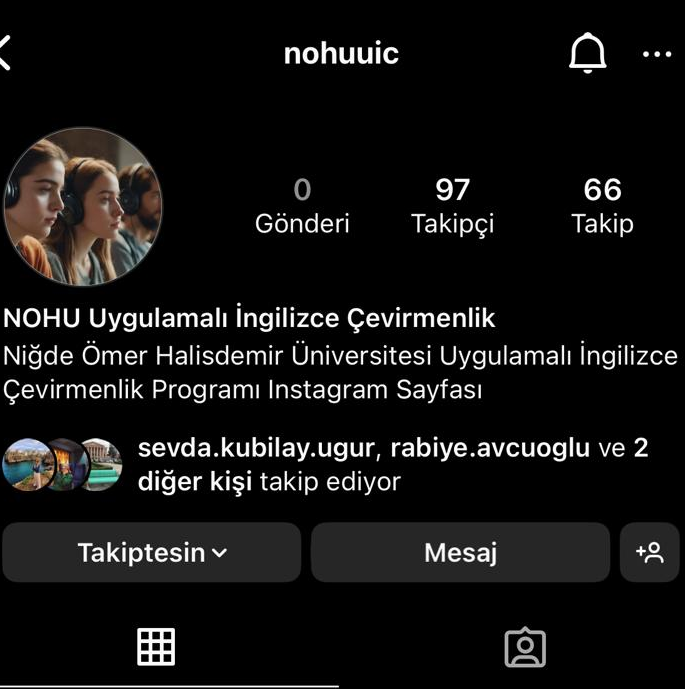 nohuuic
0 97 66
Gönderi Takipçi Takip
NOHU Uygulamalı İngilizce Çevirmenlik
Niğde Ömer Halisdemir Üniversitesi Uygulamalı İngilizce
Çevirmenlik Programı Instagram Sayfası
sevda.kubilay.ugur, rabiye.avcuoglu ve 2
diğer kişi takip ediyor
Takiptesin Mesaj